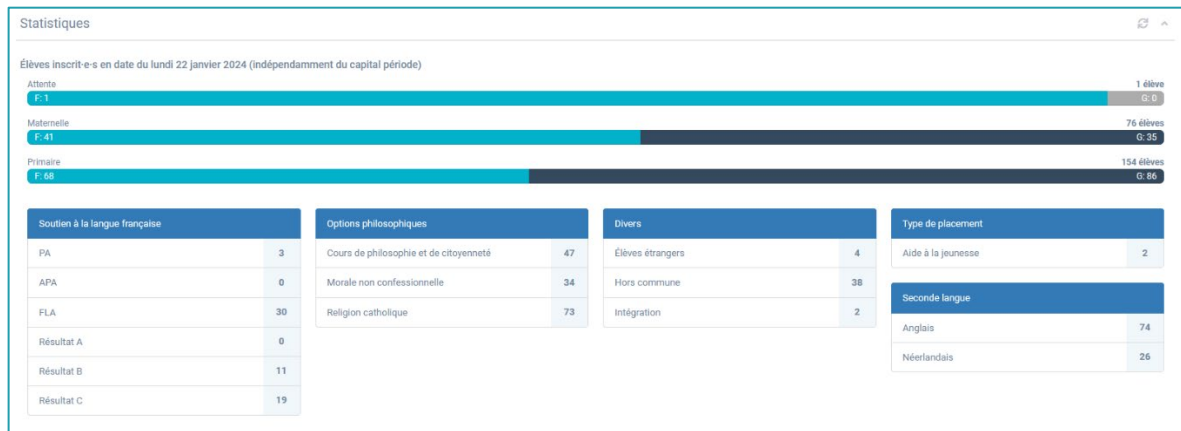 Statistiques
Élèves inscrit·e·s en date du lundi 22 janvier 2024 (indépendamment du capital période)
Attente 1 élève
F: 1 G: 0
Maternelle 76 élèves
F: 41 G: 35
Primaire 154 élèves
F: 68 G: 86
Soutien à la langue française
PA 3
APA 0
FLA 30
Résultat A 0
Résultat B 11
Résultat C 19
Options philosophiques
Cours de philosophie et de citoyenneté 47
Morale non confessionnelle 34
Religion catholique 73
Divers
Élèves étrangers 4
Hors commune 38
Intégration 2
Type de placement
Aide à la jeunesse 2
Seconde langue
Anglais 74
Néerlandais 26